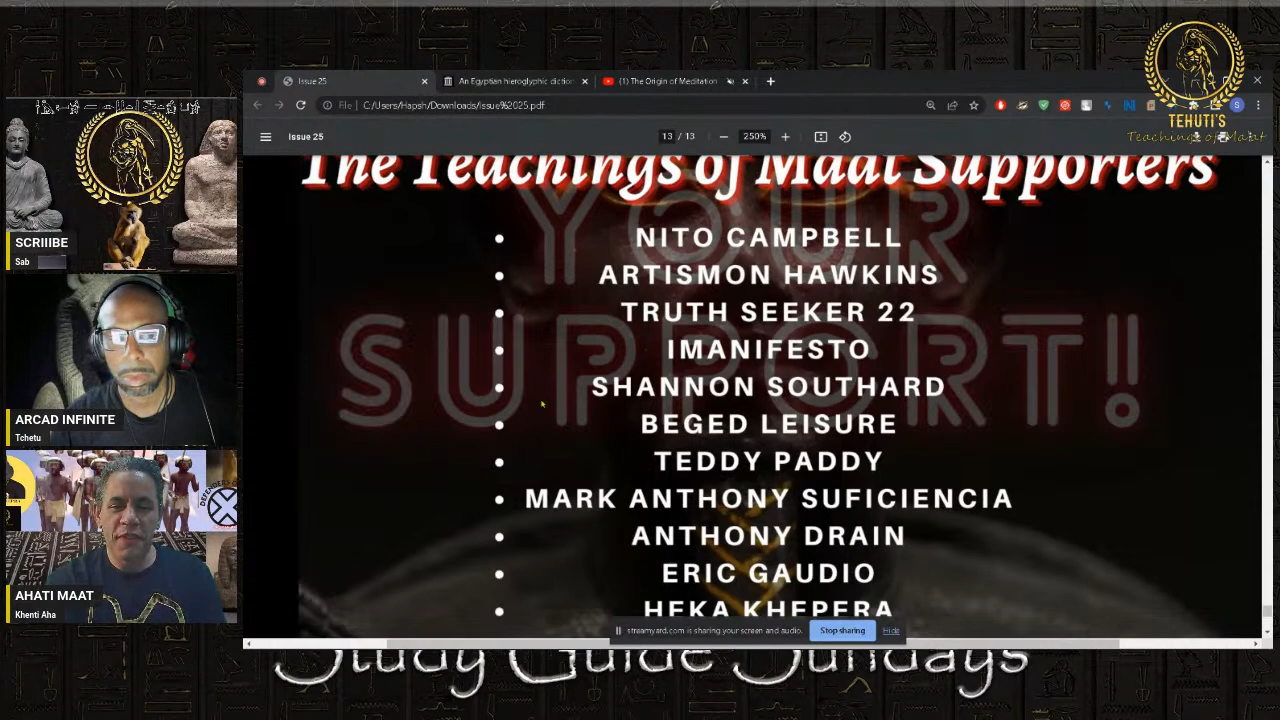 Issue 25
An Egyptian hieroglyphic diction
(1) The Origin of Meditation
File
C:/Users/Hapsh/Downloads/Issue%2025.pdf
S
TEHUTI'S
Teachings of Maat
Issue 25
13 / 13
250%
The Teachings of Maat Supporters
YOUR
SUPPORT!
NITO CAMPBELL
ARTISMON HAWKINS
TRUTH SEEKER 22
IMANIFESTO
SHANNON SOUTHARD
BEGED LEISURE
TEDDY PADDY
MARK ANTHONY SUFICIENCIA
ANTHONY DRAIN
ERIC GAUDIO
HEKA KHEPERA
SCRIIIBE
Sab
ARCAD INFINITE
Tchetu
AHATI MAAT
Khenti Aha
streamyard.com is sharing your screen and audio.
Stop sharing
Hide
Study Guide Sundays